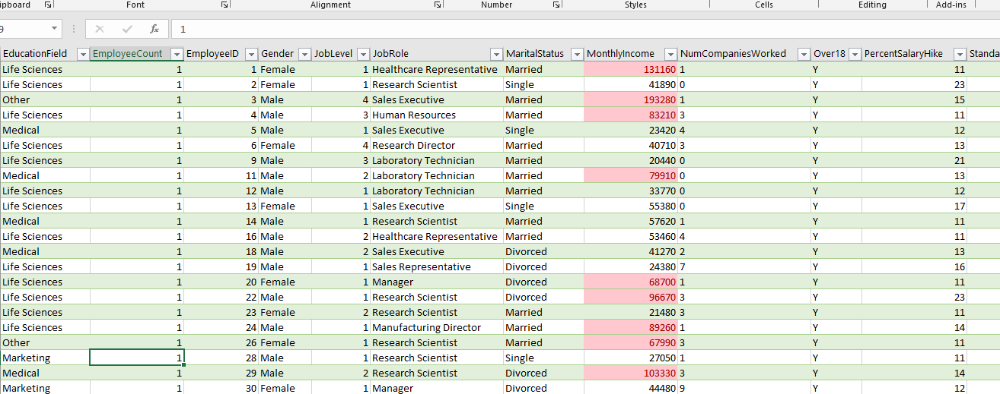 ipboard Font Alignment Number Styles Cells Editing Add-ins
9 fx 1
EducationField EmployeeCount EmployeeID Gender JobLevel JobRole MaritalStatus MonthlyIncome NumCompaniesWorked Over18 PercentSalaryHike Standa
Life Sciences 1 1 Female 1 Healthcare Representative Married 131160 1 Y 11
Life Sciences 1 2 Female 1 Research Scientist Single 41890 0 Y 23
Other 1 3 Male 4 Sales Executive Married 193280 1 Y 15
Life Sciences 1 4 Male 3 Human Resources Married 83210 3 Y 11
Medical 1 5 Male 1 Sales Executive Single 23420 4 Y 12
Life Sciences 1 6 Female 4 Research Director Married 40710 3 Y 13
Life Sciences 1 9 Male 3 Laboratory Technician Married 20440 0 Y 21
Medical 1 11 Male 2 Laboratory Technician Married 79910 0 Y 13
Life Sciences 1 12 Male 1 Laboratory Technician Married 33770 0 Y 12
Life Sciences 1 13 Female 1 Sales Executive Single 55380 0 Y 17
Medical 1 14 Male 1 Research Scientist Married 57620 1 Y 11
Life Sciences 1 16 Male 2 Healthcare Representative Married 53460 4 Y 11
Medical 1 18 Male 2 Sales Executive Divorced 41270 2 Y 13
Life Sciences 1 19 Male 1 Sales Representative Divorced 24380 7 Y 16
Life Sciences 1 20 Female 1 Manager Divorced 68700 1 Y 11
Life Sciences 1 22 Male 1 Research Scientist Divorced 96670 3 Y 23
Life Sciences 1 23 Female 2 Research Scientist Married 21480 3 Y 11
Life Sciences 1 24 Male 1 Manufacturing Director Married 89260 1 Y 14
Other 1 26 Female 1 Research Scientist Married 67990 3 Y 11
Marketing 1 28 Male 1 Research Scientist Single 27050 1 Y 11
Medical 1 29 Male 2 Research Scientist Divorced 103330 3 Y 14
Marketing 1 30 Female 1 Manager Divorced 44480 9 Y 12